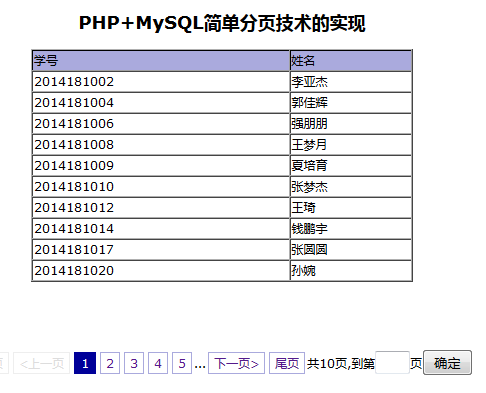 PHP+MySQL简单分页技术的实现
学号 姓名
2014181002 李亚杰
2014181004 郭佳辉
2014181006 强朋朋
2014181008 王梦月
2014181009 夏培育
2014181010 张梦杰
2014181012 王琦
2014181014 钱鹏宇
2014181017 张圆圆
2014181020 孙婉
页 <上一页 1 2 3 4 5 ... 下一页> 尾页 共10页,到第 页 确定